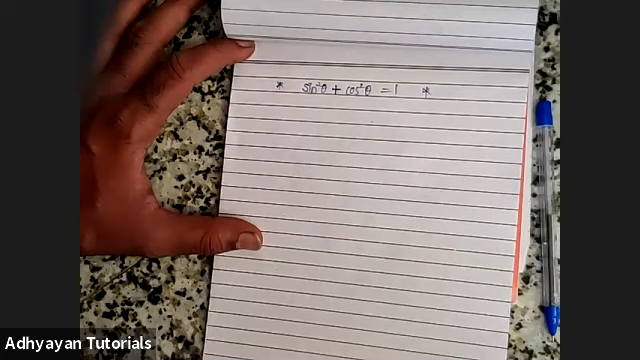 * sin²θ + cos²θ = 1 *
Adhyayan Tutorials